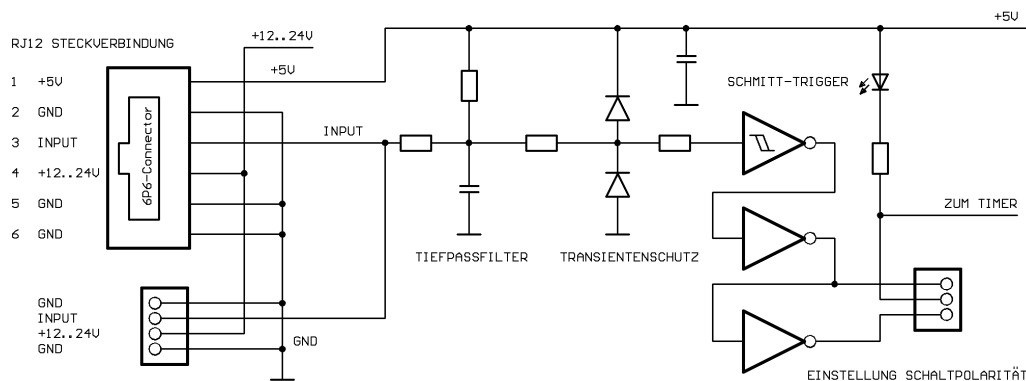 +5V
+12..24V
RJ12 STECKVERBINDUNG
+5V
1 +5V
SCHMITT-TRIGGER
2 GND
3 INPUT
INPUT
4 +12..24V
5 GND
6 GND
6P6-Connector
ZUM TIMER
TIEFPASSFILTER
TRANSIENTENSCHUTZ
GND
INPUT
+12..24V
GND
GND
EINSTELLUNG SCHALTPOLARITÄT